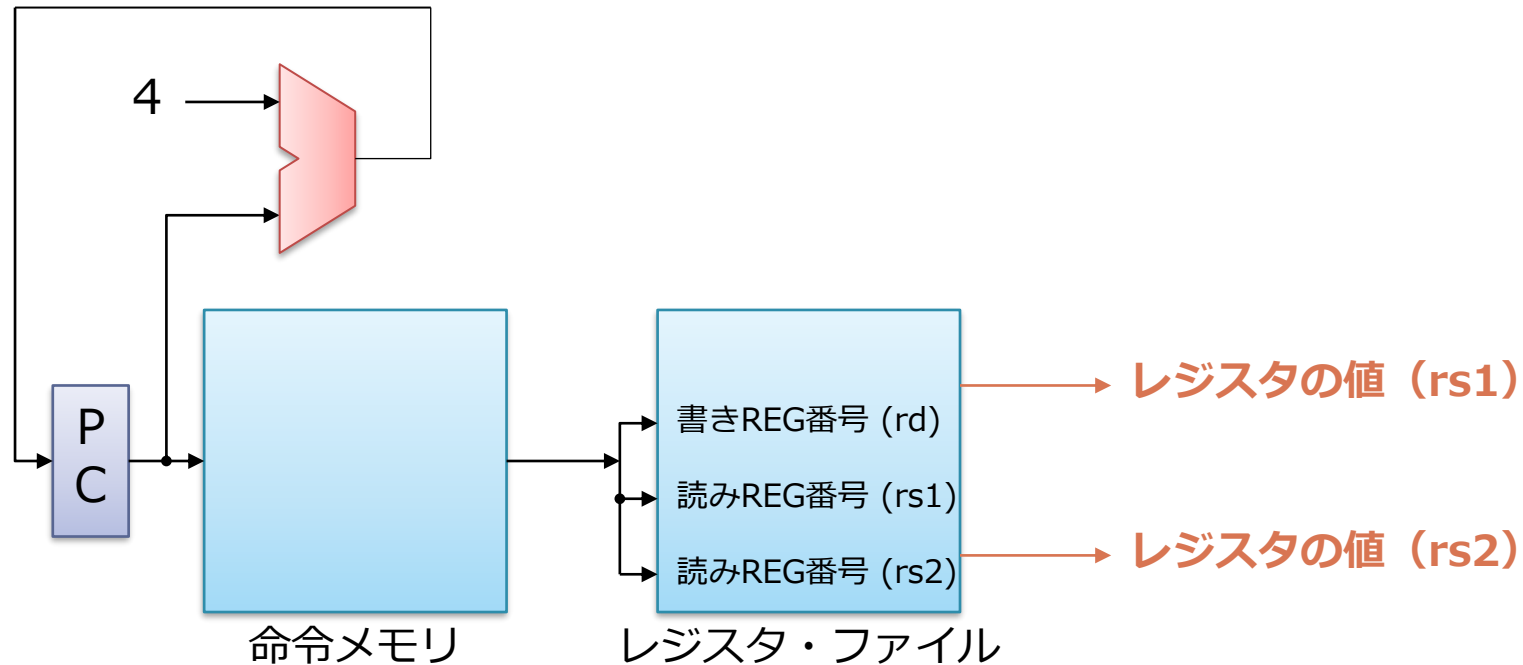 4
P
C
書きREG番号 (rd)
読みREG番号 (rs1)
読みREG番号 (rs2)
レジスタの値（rs1）
レジスタの値（rs2）
命令メモリ
レジスタ・ファイル